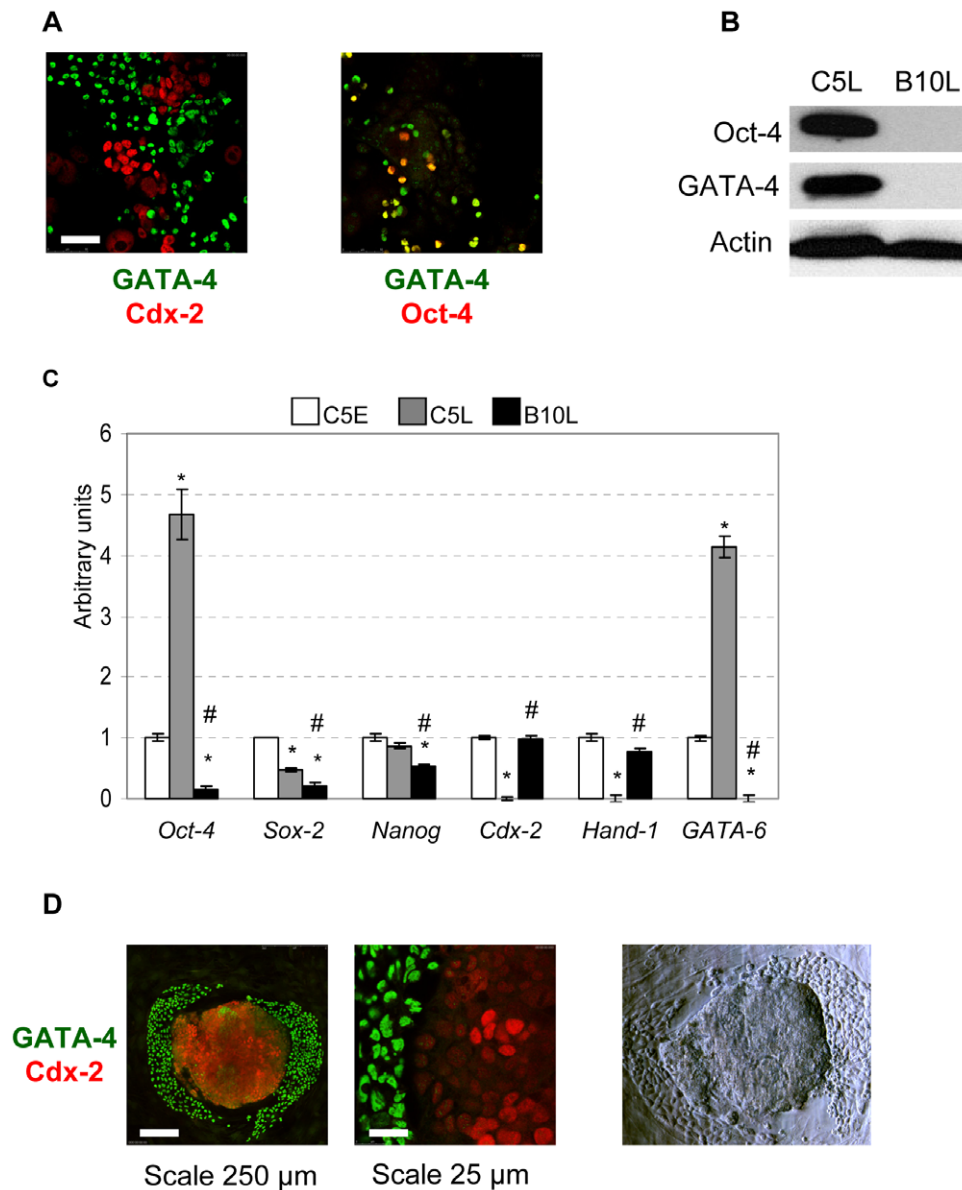 A
B
GATA-4
Cdx-2
GATA-4
Oct-4
C5L B10L
Oct-4
GATA-4
Actin
C
C5E C5L B10L
Arbitrary units
6
5
4
3
2
1
0
*
#
*
*
#
*
#
*
*
#
*
#
*
#
*
Oct-4 Sox-2 Nanog Cdx-2 Hand-1 GATA-6
D
GATA-4
Cdx-2
Scale 250 µm Scale 25 µm